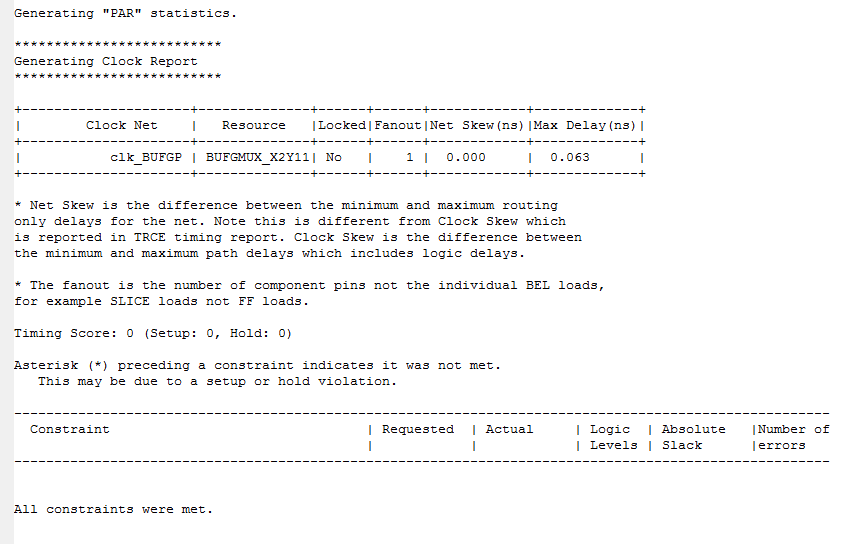 Generating "PAR" statistics.
**************************
Generating Clock Report
**************************
+---------------------+--------------+------+------+------------+-------------+
|        Clock Net    |   Resource   |Locked|Fanout|Net Skew(ns)|Max Delay(ns)|
+---------------------+--------------+------+------+------------+-------------+
|           clk_BUFGP | BUFGMUX_X2Y11| No   |    1 |  0.000     |  0.063      |
+---------------------+--------------+------+------+------------+-------------+
* Net Skew is the difference between the minimum and maximum routing
only delays for the net. Note this is different from Clock Skew which
is reported in TRCE timing report. Clock Skew is the difference between
the minimum and maximum path delays which includes logic delays.
* The fanout is the number of component pins not the individual BEL loads,
for example SLICE loads not FF loads.
Timing Score: 0 (Setup: 0, Hold: 0)
Asterisk (*) preceding a constraint indicates it was not met.
   This may be due to a setup or hold violation.
------------------------------------------------------------------------------------------------------
  Constraint                                | Requested  | Actual     | Logic  | Absolute   |Number of
                                            |            |            | Levels | Slack      |errors
------------------------------------------------------------------------------------------------------
All constraints were met.